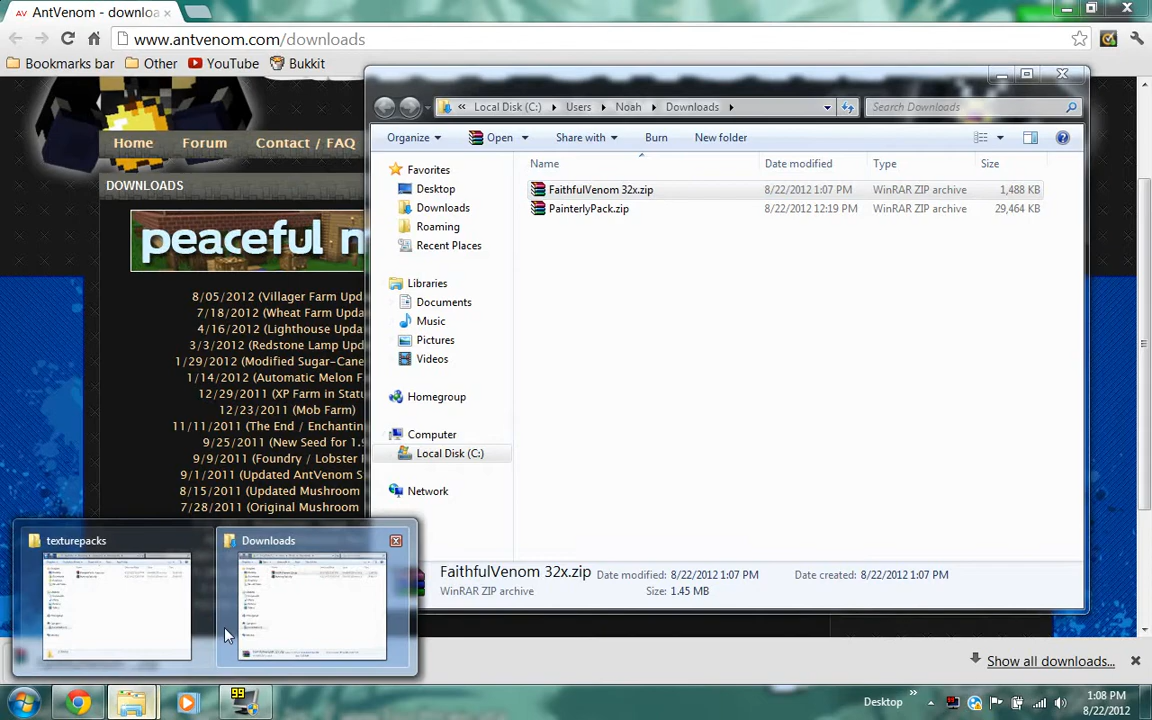 AntVenom - downloa
www.antvenom.com/downloads
Bookmarks bar Other YouTube Bukkit
Home Forum Contact / FAQ
DOWNLOADS
peaceful
8/05/2012 (Villager Farm Upd
7/18/2012 (Wheat Farm Upda
4/16/2012 (Lighthouse Upda
3/3/2012 (Redstone Lamp Upd
1/29/2012 (Modified Sugar-Cane
1/14/2012 (Automatic Melon F
12/29/2011 (XP Farm in Statu
12/23/2011 (Mob Farm)
11/11/2011 (The End / Enchantin
9/25/2011 (New Seed for 1.9
9/9/2011 (Foundry / Lobster
9/1/2011 (Updated AntVenom S
8/15/2011 (Updated Mushroom
7/28/2011 (Original Mushroom
« Local Disk (C:) Users Noah Downloads
Search Downloads
Organize Open Share with Burn New folder
Name Date modified Type Size
FaithfulVenom 32x.zip 8/22/2012 1:07 PM WinRAR ZIP archive 1,488 KB
PainterlyPack.zip 8/22/2012 12:19 PM WinRAR ZIP archive 29,464 KB
Favorites
Desktop
Downloads
Roaming
Recent Places
Libraries
Documents
Music
Pictures
Videos
Homegroup
Computer
Local Disk (C:)
Network
FaithfulVenom 32x.zip Date modified: 8/22/2012 1:07 PM Date created: 8/22/2012 1:07 PM
WinRAR ZIP archive Size: 1.45 MB
texturepacks Downloads
Show all downloads...
99
Desktop »
1:08 PM
8/22/2012